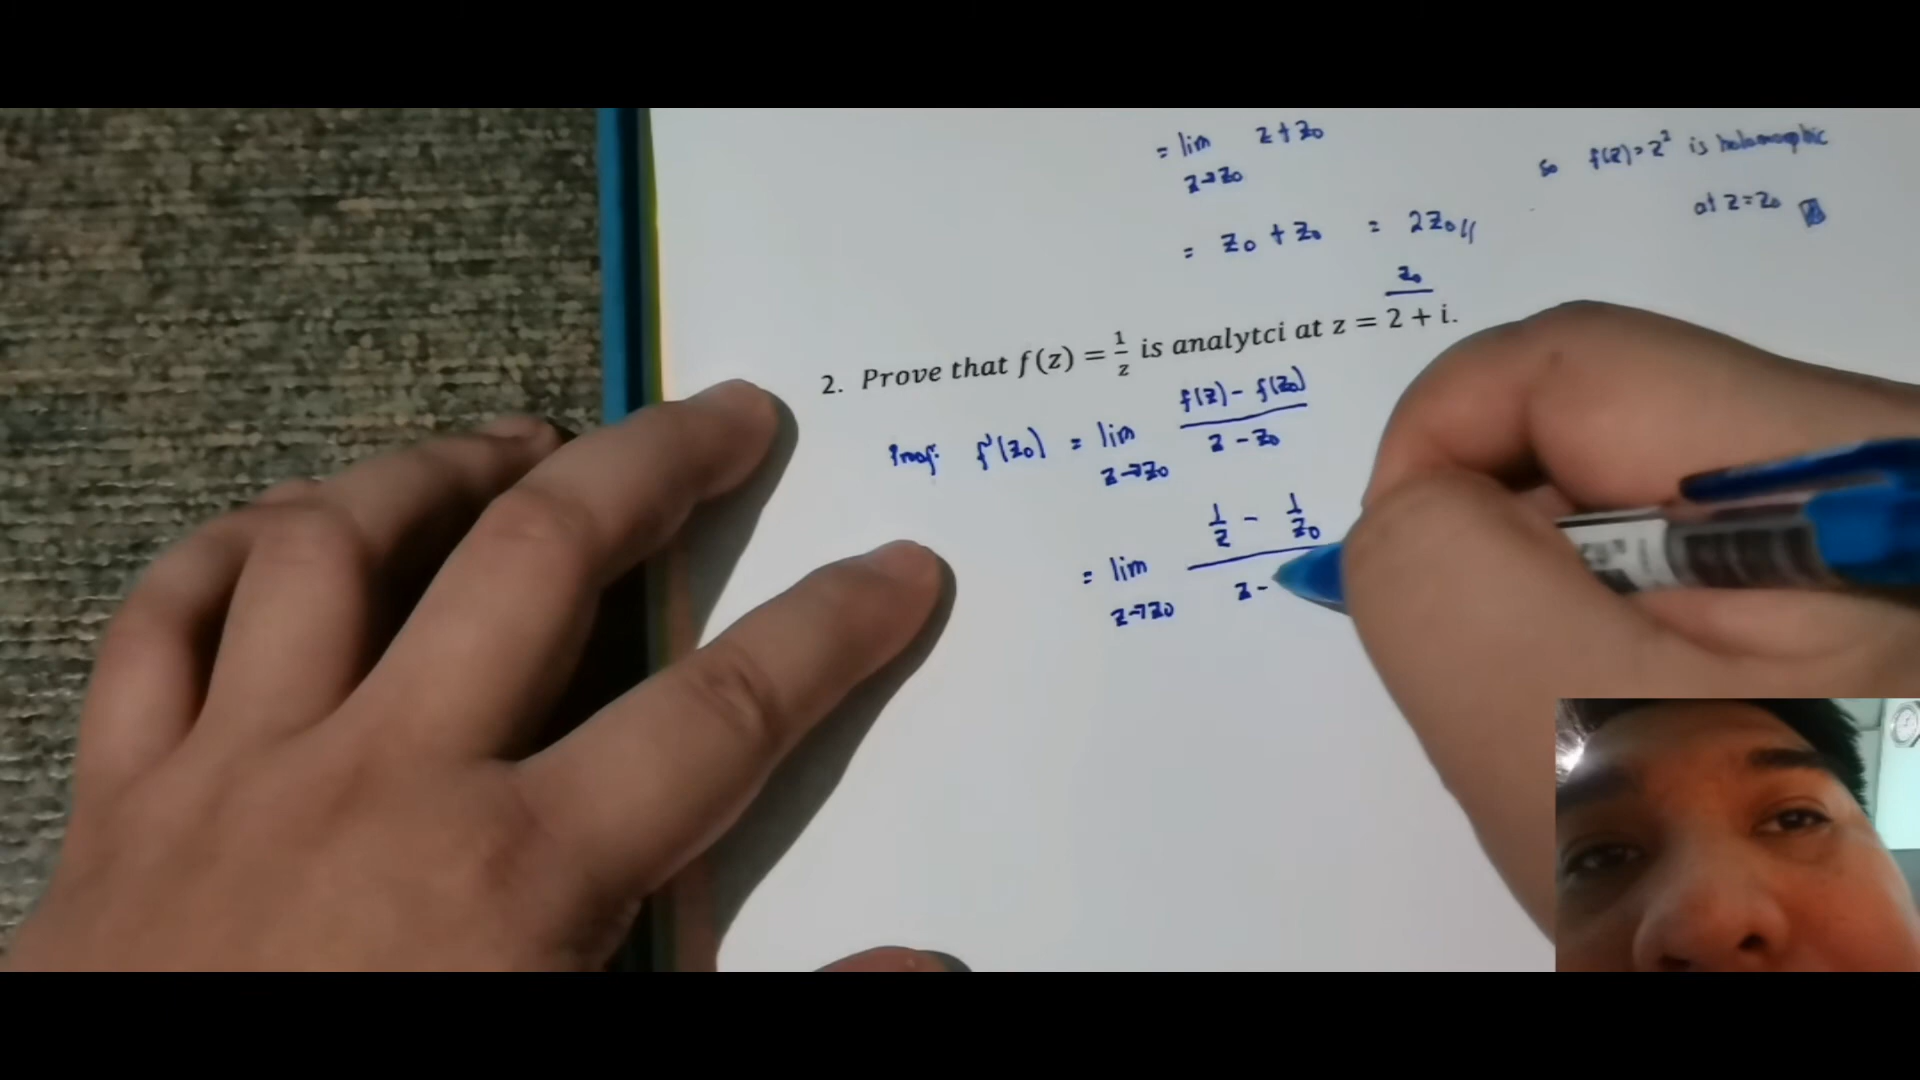 = lim z + z₀
z→z₀
so f(z) = z² is holomorphic
at z = z₀
= z₀ + z₀ = 2z₀ //
z₀
2. Prove that f(z) = 1/z is analytci at z = 2 + i.
Proof: f'(z₀) = lim f(z) - f(z₀) / z - z₀
z→z₀
= lim 1/z - 1/z₀ / z -
z→z₀